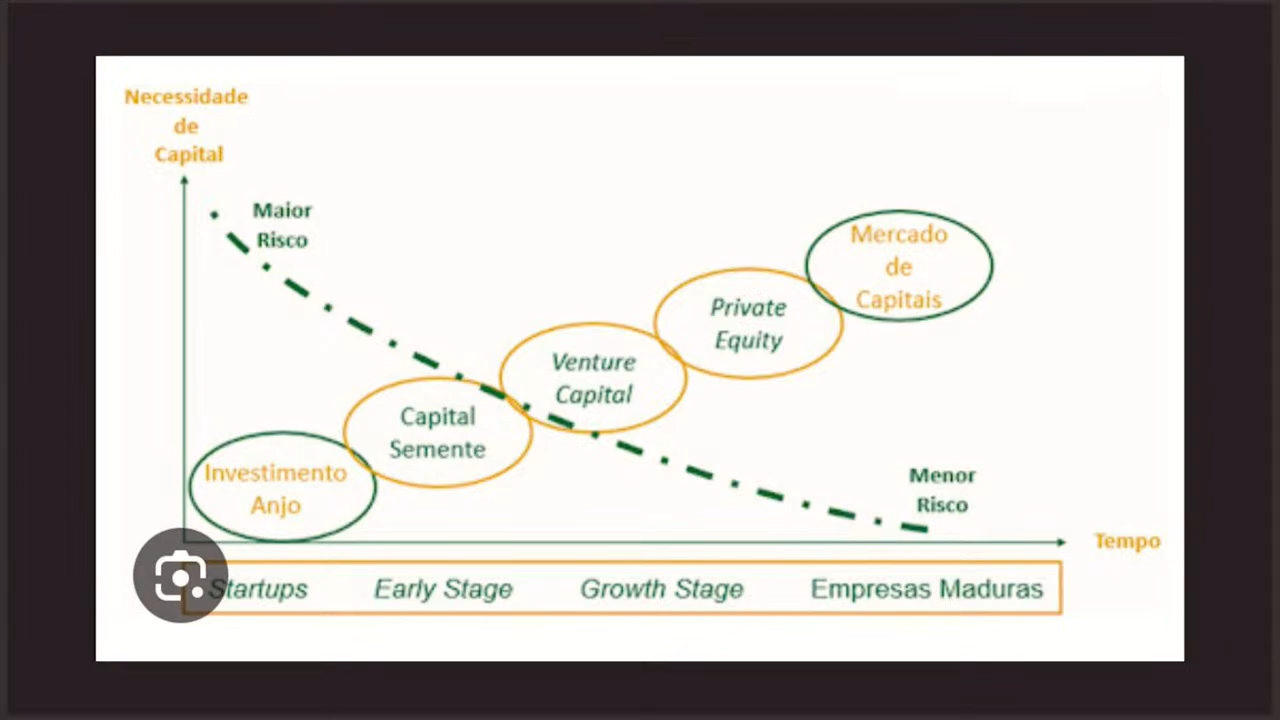 Necessidade
de
Capital
Maior
Risco
Mercado
de
Capitais
Private
Equity
Venture
Capital
Capital
Semente
Investimento
Anjo
Menor
Risco
Tempo
Startups
Early Stage
Growth Stage
Empresas Maduras